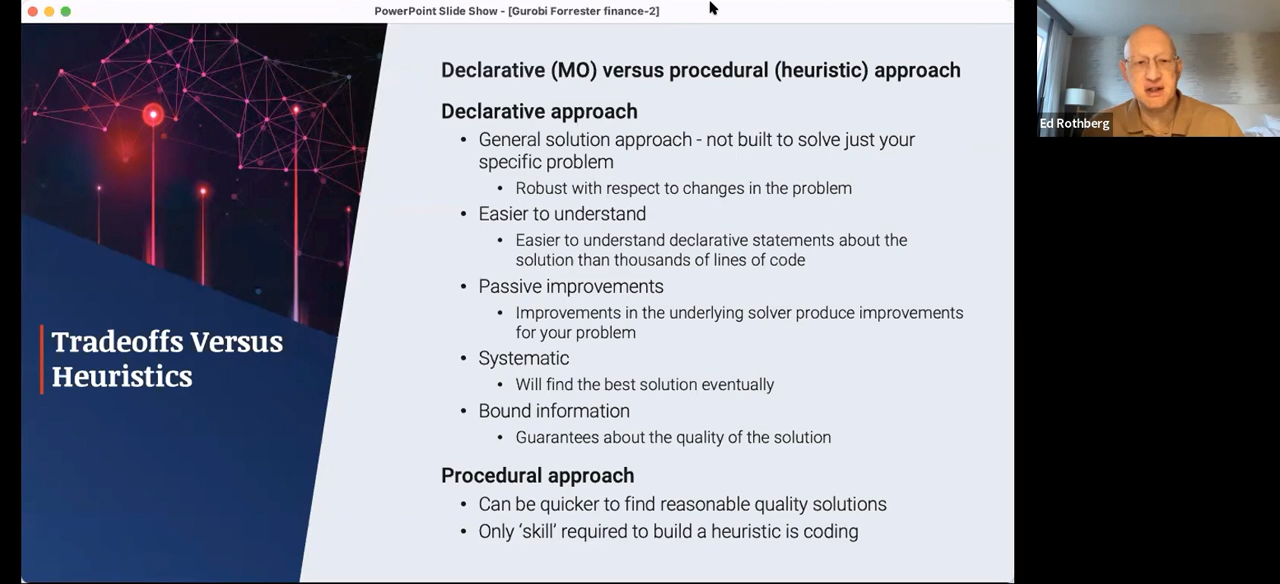 PowerPoint Slide Show - [Gurobi Forrester finance-2]
Declarative (MO) versus procedural (heuristic) approach
Declarative approach
• General solution approach - not built to solve just your
specific problem
• Robust with respect to changes in the problem
• Easier to understand
• Easier to understand declarative statements about the
solution than thousands of lines of code
• Passive improvements
• Improvements in the underlying solver produce improvements
for your problem
• Systematic
• Will find the best solution eventually
• Bound information
• Guarantees about the quality of the solution
Procedural approach
• Can be quicker to find reasonable quality solutions
• Only ‘skill’ required to build a heuristic is coding
Tradeoffs Versus
Heuristics
Ed Rothberg